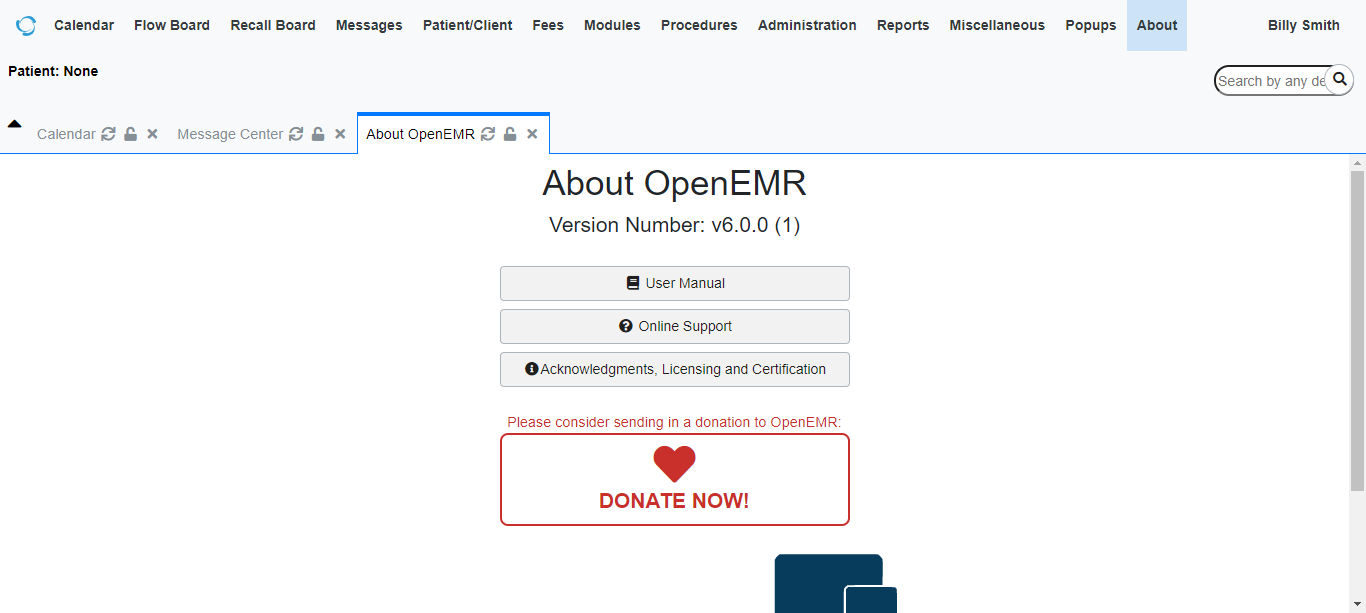 Calendar Flow Board Recall Board Messages Patient/Client Fees Modules Procedures Administration Reports Miscellaneous Popups About Billy Smith
Patient: None
Search by any de
Calendar Message Center About OpenEMR
About OpenEMR
Version Number: v6.0.0 (1)
User Manual
Online Support
Acknowledgments, Licensing and Certification
Please consider sending in a donation to OpenEMR:
DONATE NOW!